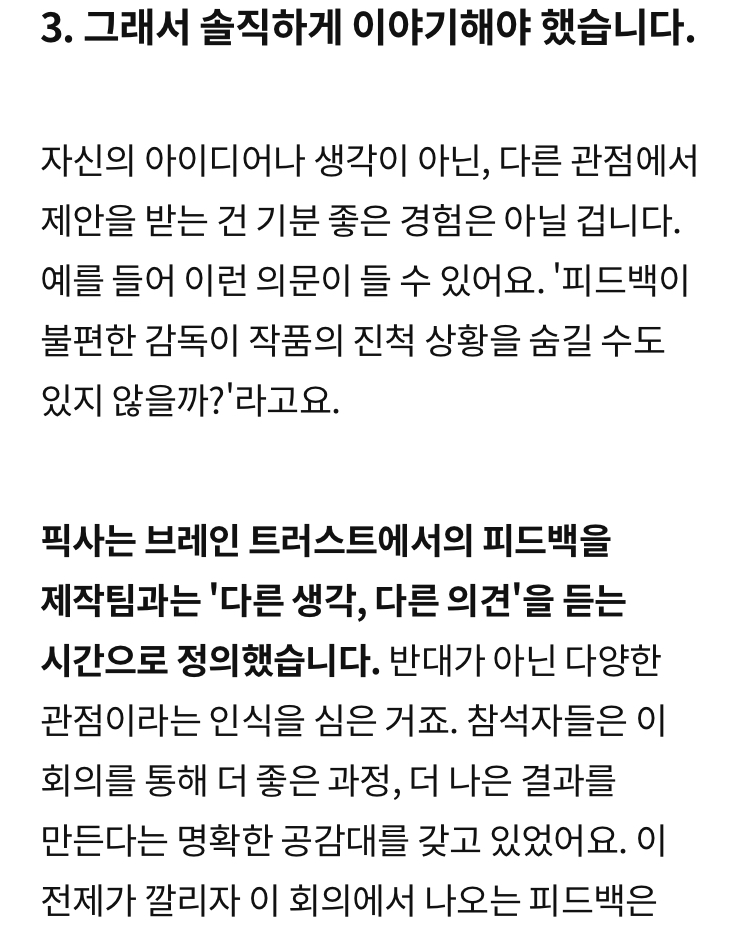 3. 그래서 솔직하게 이야기해야 했습니다.
자신의 아이디어나 생각이 아닌, 다른 관점에서
제안을 받는 건 기분 좋은 경험은 아닐 겁니다.
예를 들어 이런 의문이 들 수 있어요. '피드백이
불편한 감독이 작품의 진척 상황을 숨길 수도
있지 않을까?'라고요.
픽사는 브레인 트러스트에서의 피드백을
제작팀과는 '다른 생각, 다른 의견'을 듣는
시간으로 정의했습니다. 반대가 아닌 다양한
관점이라는 인식을 심은 거죠. 참석자들은 이
회의를 통해 더 좋은 과정, 더 나은 결과를
만든다는 명확한 공감대를 갖고 있었어요. 이
전제가 깔리자 이 회의에서 나오는 피드백은